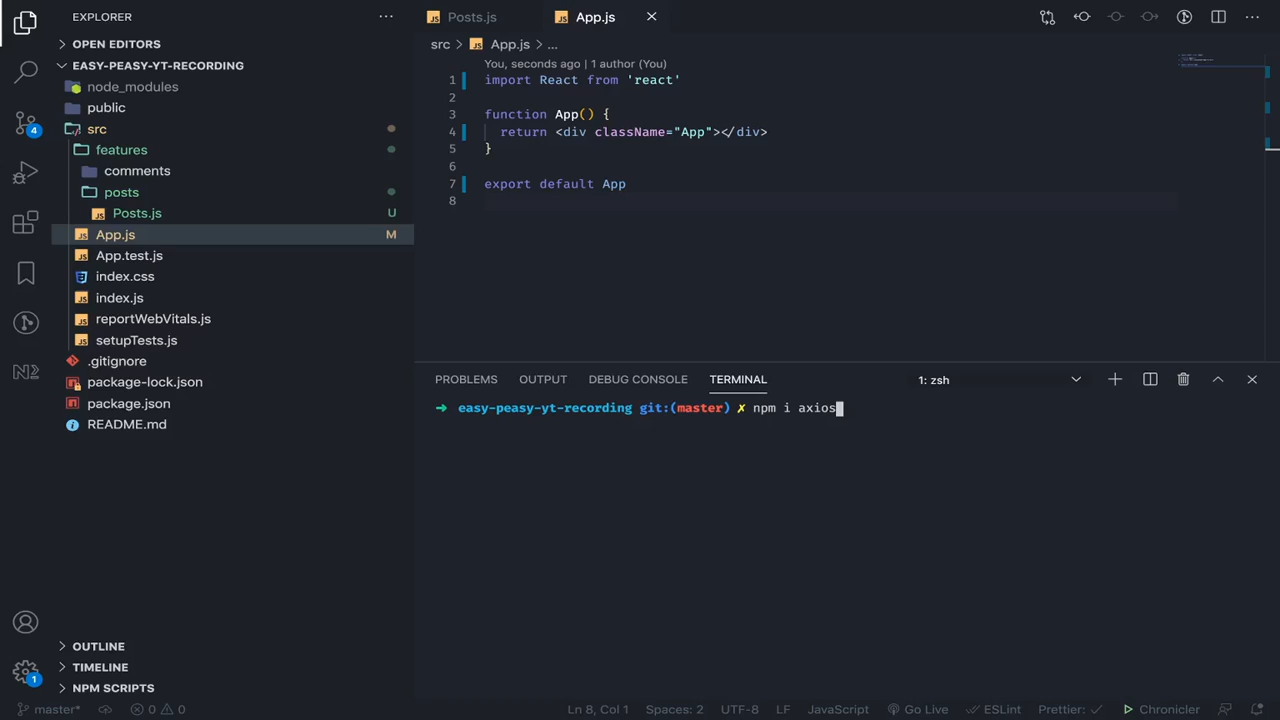 EXPLORER
OPEN EDITORS
EASY-PEASY-YT-RECORDING
node_modules
public
src
features
comments
posts
Posts.js U
App.js M
App.test.js
index.css
index.js
reportWebVitals.js
setupTests.js
.gitignore
package-lock.json
package.json
README.md
OUTLINE
TIMELINE
NPM SCRIPTS
4
1
Posts.js App.js
src > App.js > ...
You, seconds ago | 1 author (You)
1 import React from 'react'
2
3 function App() {
4 return <div className="App"></div>
5 }
6
7 export default App
8
PROBLEMS OUTPUT DEBUG CONSOLE TERMINAL 1: zsh
➜ easy-peasy-yt-recording git:(master) ✗ npm i axios
master* 0 0 Ln 8, Col 1 Spaces: 2 UTF-8 LF JavaScript Go Live ESLint Prettier: ✓ Chronicler